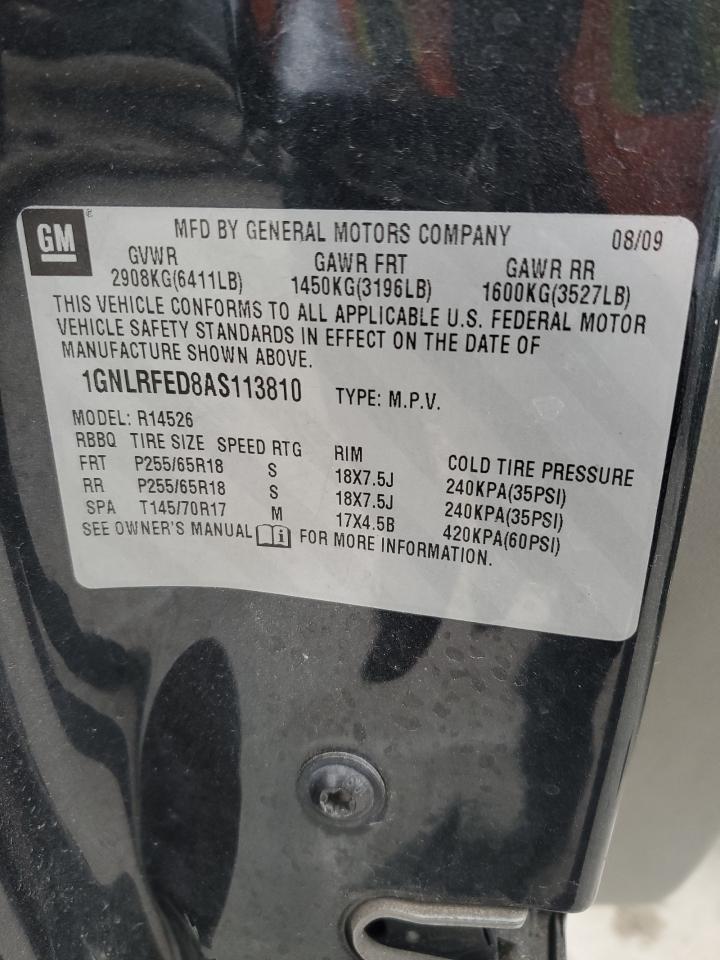 GM ® MFD BY GENERAL MOTORS COMPANY 08/09
GVWR GAWR FRT GAWR RR
2908KG(6411LB) 1450KG(3196LB) 1600KG(3527LB)
THIS VEHICLE CONFORMS TO ALL APPLICABLE U.S. FEDERAL MOTOR
VEHICLE SAFETY STANDARDS IN EFFECT ON THE DATE OF
MANUFACTURE SHOWN ABOVE.
1GNLRFED8AS113810 TYPE: M.P.V.
MODEL: R14526
RBBQ TIRE SIZE SPEED RTG RIM COLD TIRE PRESSURE
FRT P255/65R18 S 18X7.5J 240KPA(35PSI)
RR P255/65R18 S 18X7.5J 240KPA(35PSI)
SPA T145/70R17 M 17X4.5B 420KPA(60PSI)
SEE OWNER'S MANUAL i FOR MORE INFORMATION.